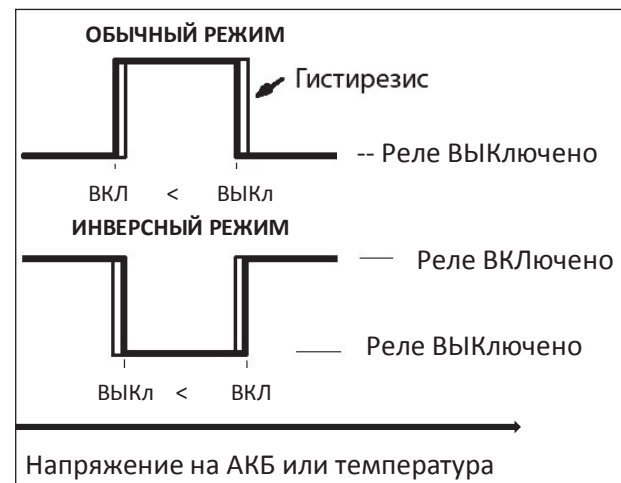 ОБЫЧНЫЙ РЕЖИМ
Гистирезис
-- Реле ВЫКлючено
ВКЛ < ВЫКл
ИНВЕРСНЫЙ РЕЖИМ
Реле ВКЛючено
Реле ВЫКлючено
ВЫКл < ВКЛ
Напряжение на АКБ или температура